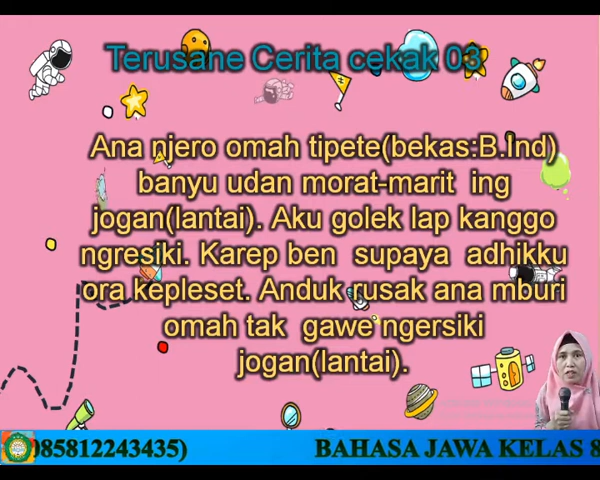 Terusane Cerita cekak 03
Ana njero omah tipete(bekas:B.Ind)
banyu udan morat-marit ing
jogan(lantai). Aku golek lap kanggo
ngresiki. Karep ben supaya adhikku
ora kepleset. Anduk rusak ana mburi
omah tak gawe ngersiki
jogan(lantai).
085812243435) BAHASA JAWA KELAS 8